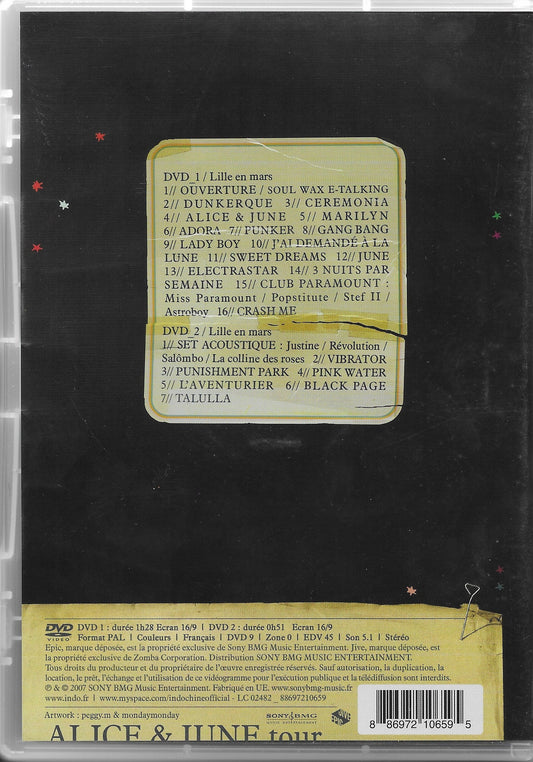 DVD_1 / Lille en mars
1// OUVERTURE / SOUL WAX E-TALKING
2// DUNKERQUE 3// CEREMONIA
4// ALICE & JUNE 5// MARILYN
6// ADORA 7// PUNKER 8// GANG BANG
9// LADY BOY 10// J'AI DEMANDÉ À LA
LUNE 11// SWEET DREAMS 12// JUNE
13// ELECTRASTAR 14// 3 NUITS PAR
SEMAINE 15// CLUB PARAMOUNT :
Miss Paramount / Popstitute / Stef II /
Astroboy 16// CRASH ME
DVD_2 / Lille en mars
1// SET ACOUSTIQUE : Justine / Révolution /
Salômbo / La colline des roses 2// VIBRATOR
3// PUNISHMENT PARK 4// PINK WATER
5// L'AVENTURIER 6// BLACK PAGE
7// TALULLA
DVD VIDEO
DVD 1 : durée 1h28 Ecran 16/9 | DVD 2 : durée 0h51 Ecran 16/9
Format PAL | Couleurs | Français | DVD 9 | Zone 0 | EDV 45 | Son 5.1 | Stéréo
Epic, marque déposée, est la propriété exclusive de Sony BMG Music Entertainment. Jive, marque déposée, est
la propriété exclusive de Zomba Corporation. Distribution SONY BMG MUSIC ENTERTAINMENT.
Tous droits du producteur et du propriétaire de l'œuvre enregistrée réservés. Sauf autorisation, la duplication, la
location, le prêt, l'échange et l'utilisation de ce vidéogramme pour l'exécution publique et la télédiffusion sont interdits.
℗ & © 2007 SONY BMG Music Entertainment. Fabriqué en UE. www.sonybmg-music.fr
www.indo.fr | www.myspace.com/indochineofficial - LC 02482 - 88697210659
Artwork : peggy.m & mondaymonday
SONY BMG
MUSIC ENTERTAINMENT
8 86972 10659 5
ALICE & JUNE tour